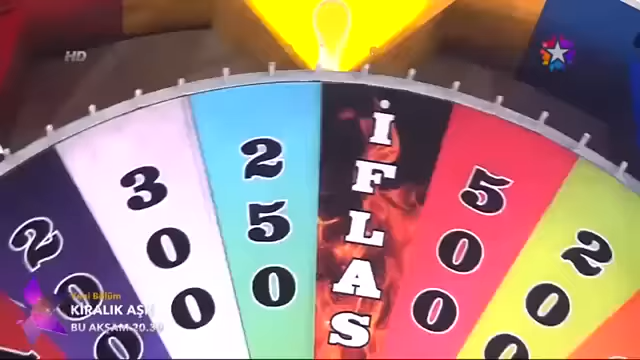 HD
200
300
250
İFLAS
500
200
Yeni Bölüm
KİRALIK AŞK
BU AKŞAM 20.30